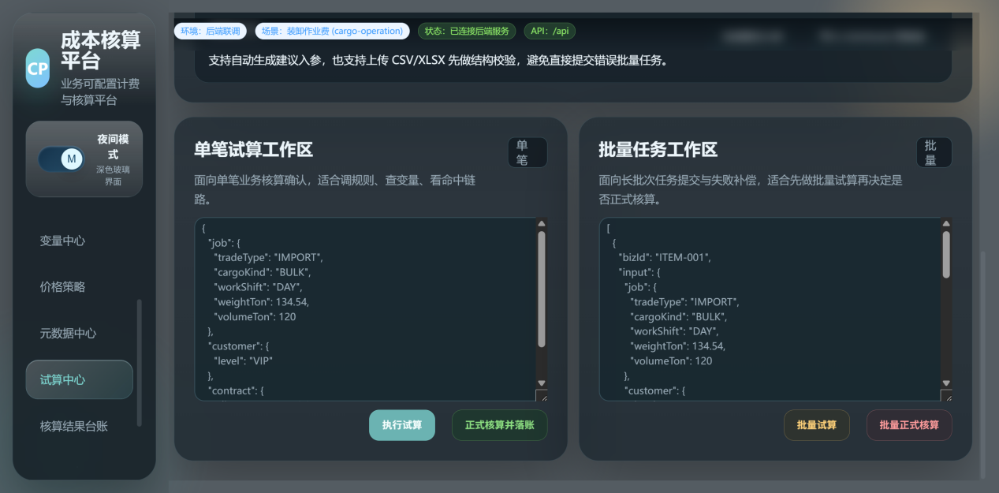 CP
成本核算
平台
业务可配置计费
与核算平台
M
夜间模
式
深色玻璃
界面
变量中心
价格策略
元数据中心
试算中心
核算结果台账
环境：后端联调
场景：装卸作业费 (cargo-operation)
状态：已连接后端服务
API：/api
支持自动生成建议入参，也支持上传 CSV/XLSX 先做结构校验，避免直接提交错误批量任务。
单笔试算工作区
单
笔
面向单笔业务核算确认，适合调规则、查变量、看命中链
路。
{
"job": {
"tradeType": "IMPORT",
"cargoKind": "BULK",
"workShift": "DAY",
"weightTon": 134.54,
"volumeTon": 120
},
"customer": {
"level": "VIP"
},
"contract": {
执行试算
正式核算并落账
批量任务工作区
批
量
面向长批次任务提交与失败补偿，适合先做批量试算再决定是
否正式核算。
[
{
"bizId": "ITEM-001",
"input": {
"job": {
"tradeType": "IMPORT",
"cargoKind": "BULK",
"workShift": "DAY",
"weightTon": 134.54,
"volumeTon": 120
},
"customer": {
批量试算
批量正式核算